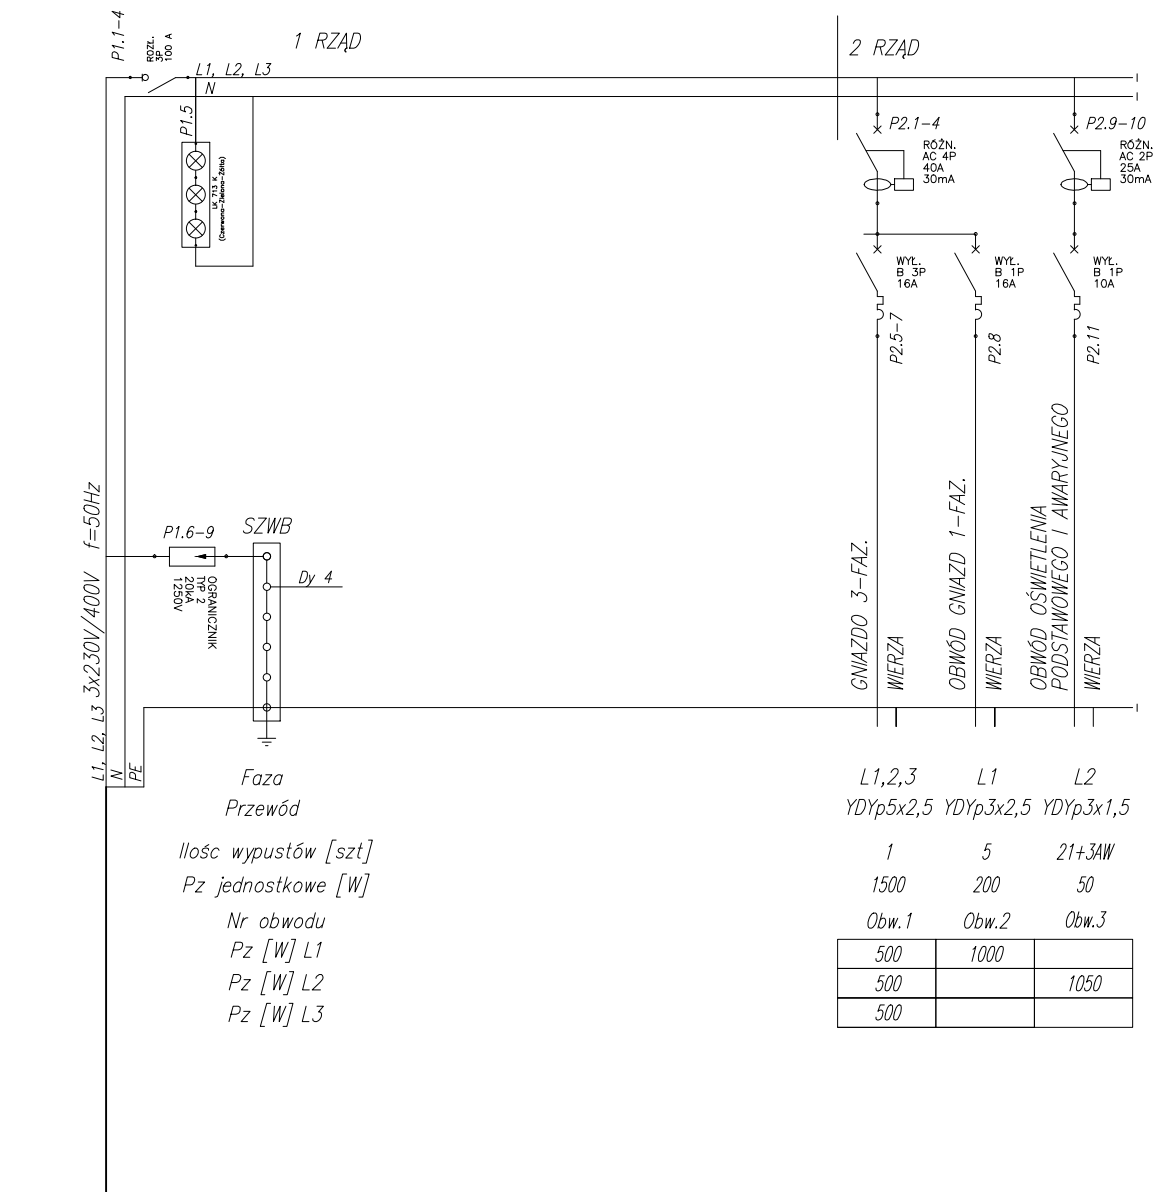 P1.1-4
ROZŁ.
3P
100 A
1 RZĄD
2 RZĄD
L1, L2, L3
N
P1.5
LK 713 K
(Czerwona-Zielona-Żółta)
P2.1-4
RÓŻN.
AC 4P
40A
30mA
P2.9-10
RÓŻN.
AC 2P
25A
30mA
WYŁ.
B 3P
16A
P2.5-7
WYŁ.
B 1P
16A
P2.8
WYŁ.
B 1P
10A
P2.11
P1.6-9
OGRANICZNIK
TYP 2
20kA
1250V
SZWB
Dy 4
GNIAZDO 3-FAZ.
WIERZA
OBWÓD GNIAZD 1-FAZ.
WIERZA
OBWÓD OŚWIETLENIA
PODSTAWOWEGO I AWARYJNEGO
WIERZA
L1, L2, L3 3x230V/400V f=50Hz
N
PE
Faza L1,2,3 L1 L2
Przewód YDYp5x2,5 YDYp3x2,5 YDYp3x1,5
Ilośc wypustów [szt] 1 5 21+3AW
Pz jednostkowe [W] 1500 200 50
Nr obwodu Obw.1 Obw.2 Obw.3
Pz [W] L1 500 1000
Pz [W] L2 500 1050
Pz [W] L3 500